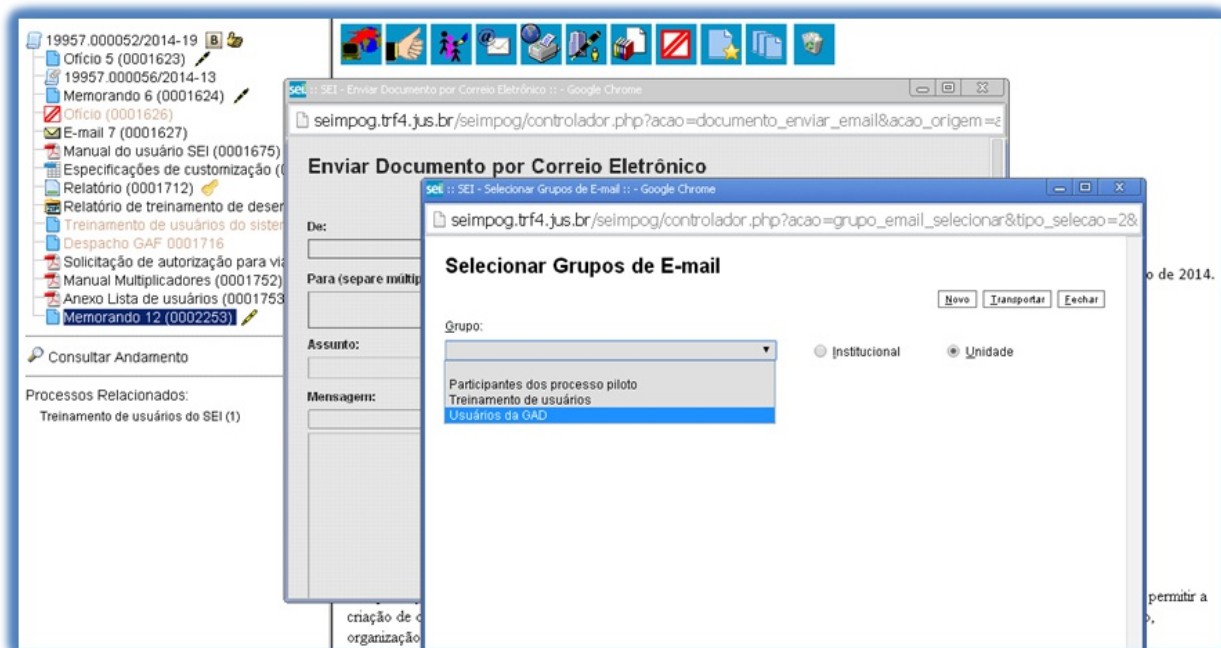 19957.000052/2014-19 B
Ofício 5 (0001623)
19957.000056/2014-13
Memorando 6 (0001624)
Ofício (0001626)
E-mail 7 (0001627)
Manual do usuário SEI (0001675)
Especificações de customização (
Relatório (0001712)
Relatório de treinamento de deser
Treinamento de usuários do sister
Despacho GAF 0001716
Solicitação de autorização para via
Manual Multiplicadores (0001752)
Anexo Lista de usuários (0001753
Memorando 12 (0002253)
Consultar Andamento
Processos Relacionados:
Treinamento de usuários do SEI (1)
sei :: SEI - Enviar Documento por Correio Eletrônico :: - Google Chrome
seimpog.trf4.jus.br/seimpog/controlador.php?acao=documento_enviar_email&acao_origem=a
Enviar Documento por Correio Eletrônico
De:
Para (separe múltip
Assunto:
Mensagem:
sei :: SEI - Selecionar Grupos de E-mail :: - Google Chrome
seimpog.trf4.jus.br/seimpog/controlador.php?acao=grupo_email_selecionar&tipo_selecao=2&
Selecionar Grupos de E-mail
Novo Transportar Fechar
Grupo:
Institucional Unidade
Participantes dos processo piloto
Treinamento de usuários
Usuários da GAD
o de 2014.
permitir a
criação de
organização